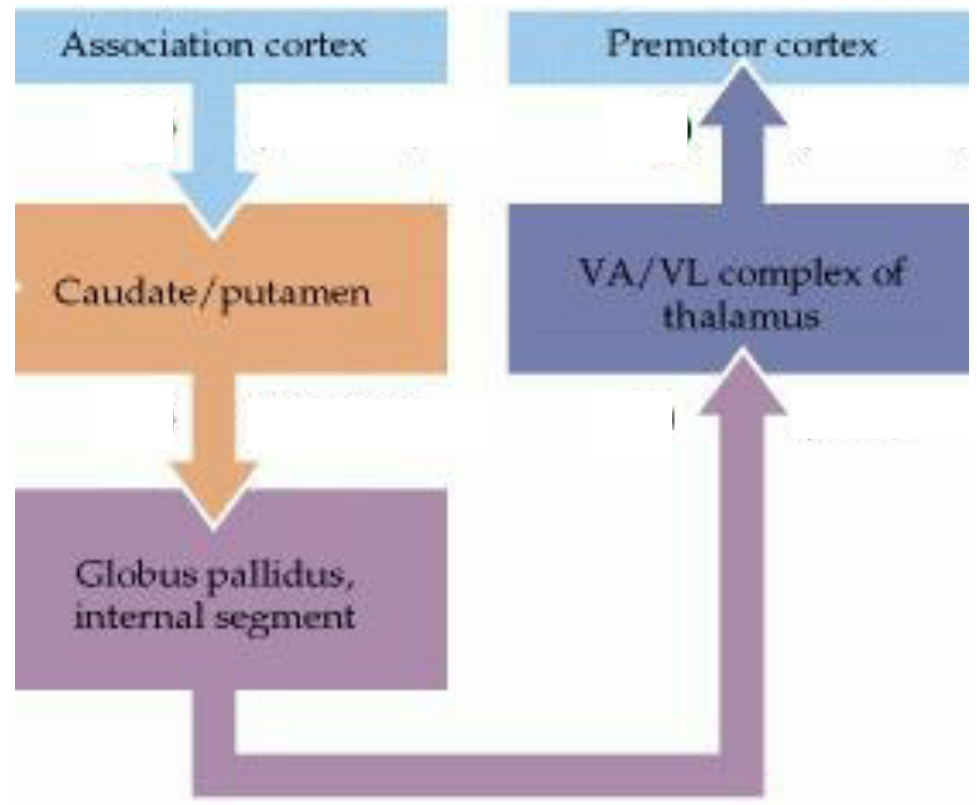 Association cortex
Premotor cortex
Caudate/putamen
VA/VL complex of
thalamus
Globus pallidus,
internal segment